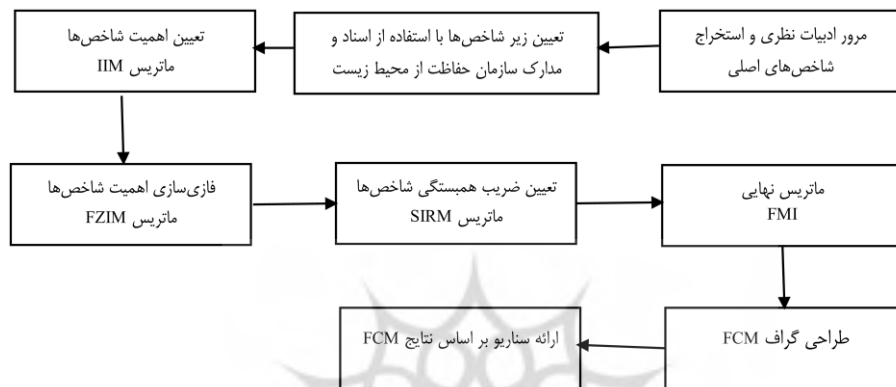 مرور ادبیات نظری و استخراج
شاخص‌های اصلی
تعیین زیر شاخص‌ها با استفاده از اسناد و
مدارک سازمان حفاظت از محیط زیست
تعیین اهمیت شاخص‌ها
ماتریس IIM
فازی‌سازی اهمیت شاخص‌ها
ماتریس FZIM
تعیین ضریب همبستگی شاخص‌ها
ماتریس SIRM
ماتریس نهایی
FMI
طراحی گراف FCM
ارائه سناریو بر اساس نتایج FCM